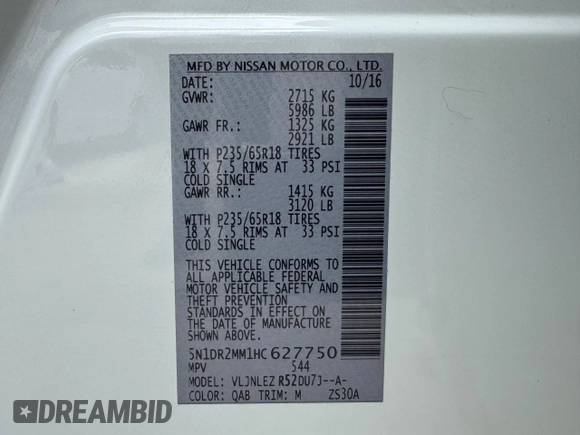 MFD BY NISSAN MOTOR CO., LTD.
DATE: 10/16
GVWR: 2715 KG
5986 LB
GAWR FR.: 1325 KG
2921 LB
WITH P235/65R18 TIRES
18 X 7.5 RIMS AT 33 PSI
COLD SINGLE
GAWR RR.: 1415 KG
3120 LB
WITH P235/65R18 TIRES
18 X 7.5 RIMS AT 33 PSI
COLD SINGLE
THIS VEHICLE CONFORMS TO
ALL APPLICABLE FEDERAL
MOTOR VEHICLE SAFETY AND
THEFT PREVENTION
STANDARDS IN EFFECT ON
THE DATE OF MANUFACTURE
SHOWN ABOVE.
5N1DR2MM1HC627750
MPV 544
MODEL: VLJNLEZ R52DU7J--A-
COLOR: QAB TRIM: M ZS30A
DREAMBID
dreambid.com